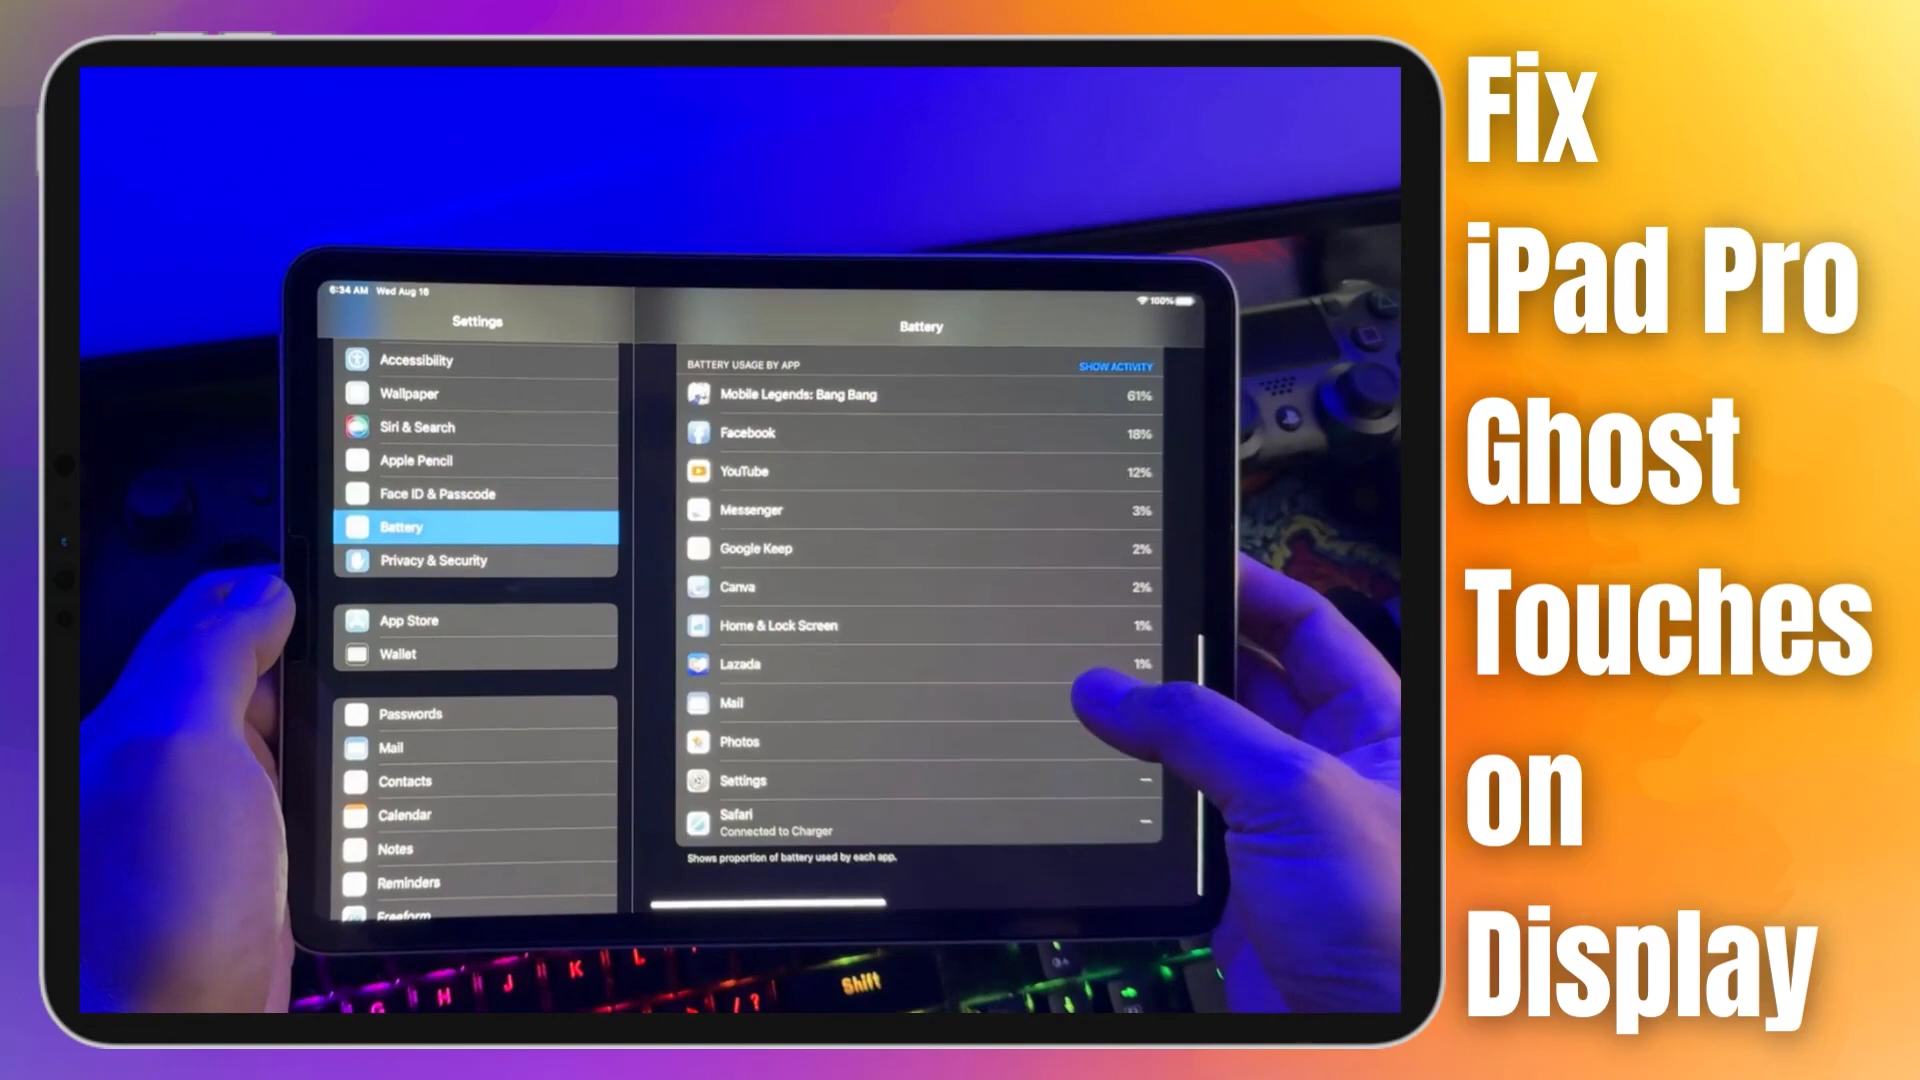 6:34 AM Wed Aug 16
100%
Settings
Accessibility
Wallpaper
Siri & Search
Apple Pencil
Face ID & Passcode
Battery
Privacy & Security
App Store
Wallet
Passwords
Mail
Contacts
Calendar
Notes
Reminders
Freeform
Battery
BATTERY USAGE BY APP SHOW ACTIVITY
Mobile Legends: Bang Bang 61%
Facebook 18%
YouTube 12%
Messenger 3%
Google Keep 2%
Canva 2%
Home & Lock Screen 1%
Lazada 1%
Mail
Photos
Settings —
Safari —
Connected to Charger
Shows proportion of battery used by each app.
G H J K L
/ ? Shift
Fix
iPad Pro
Ghost
Touches
on
Display